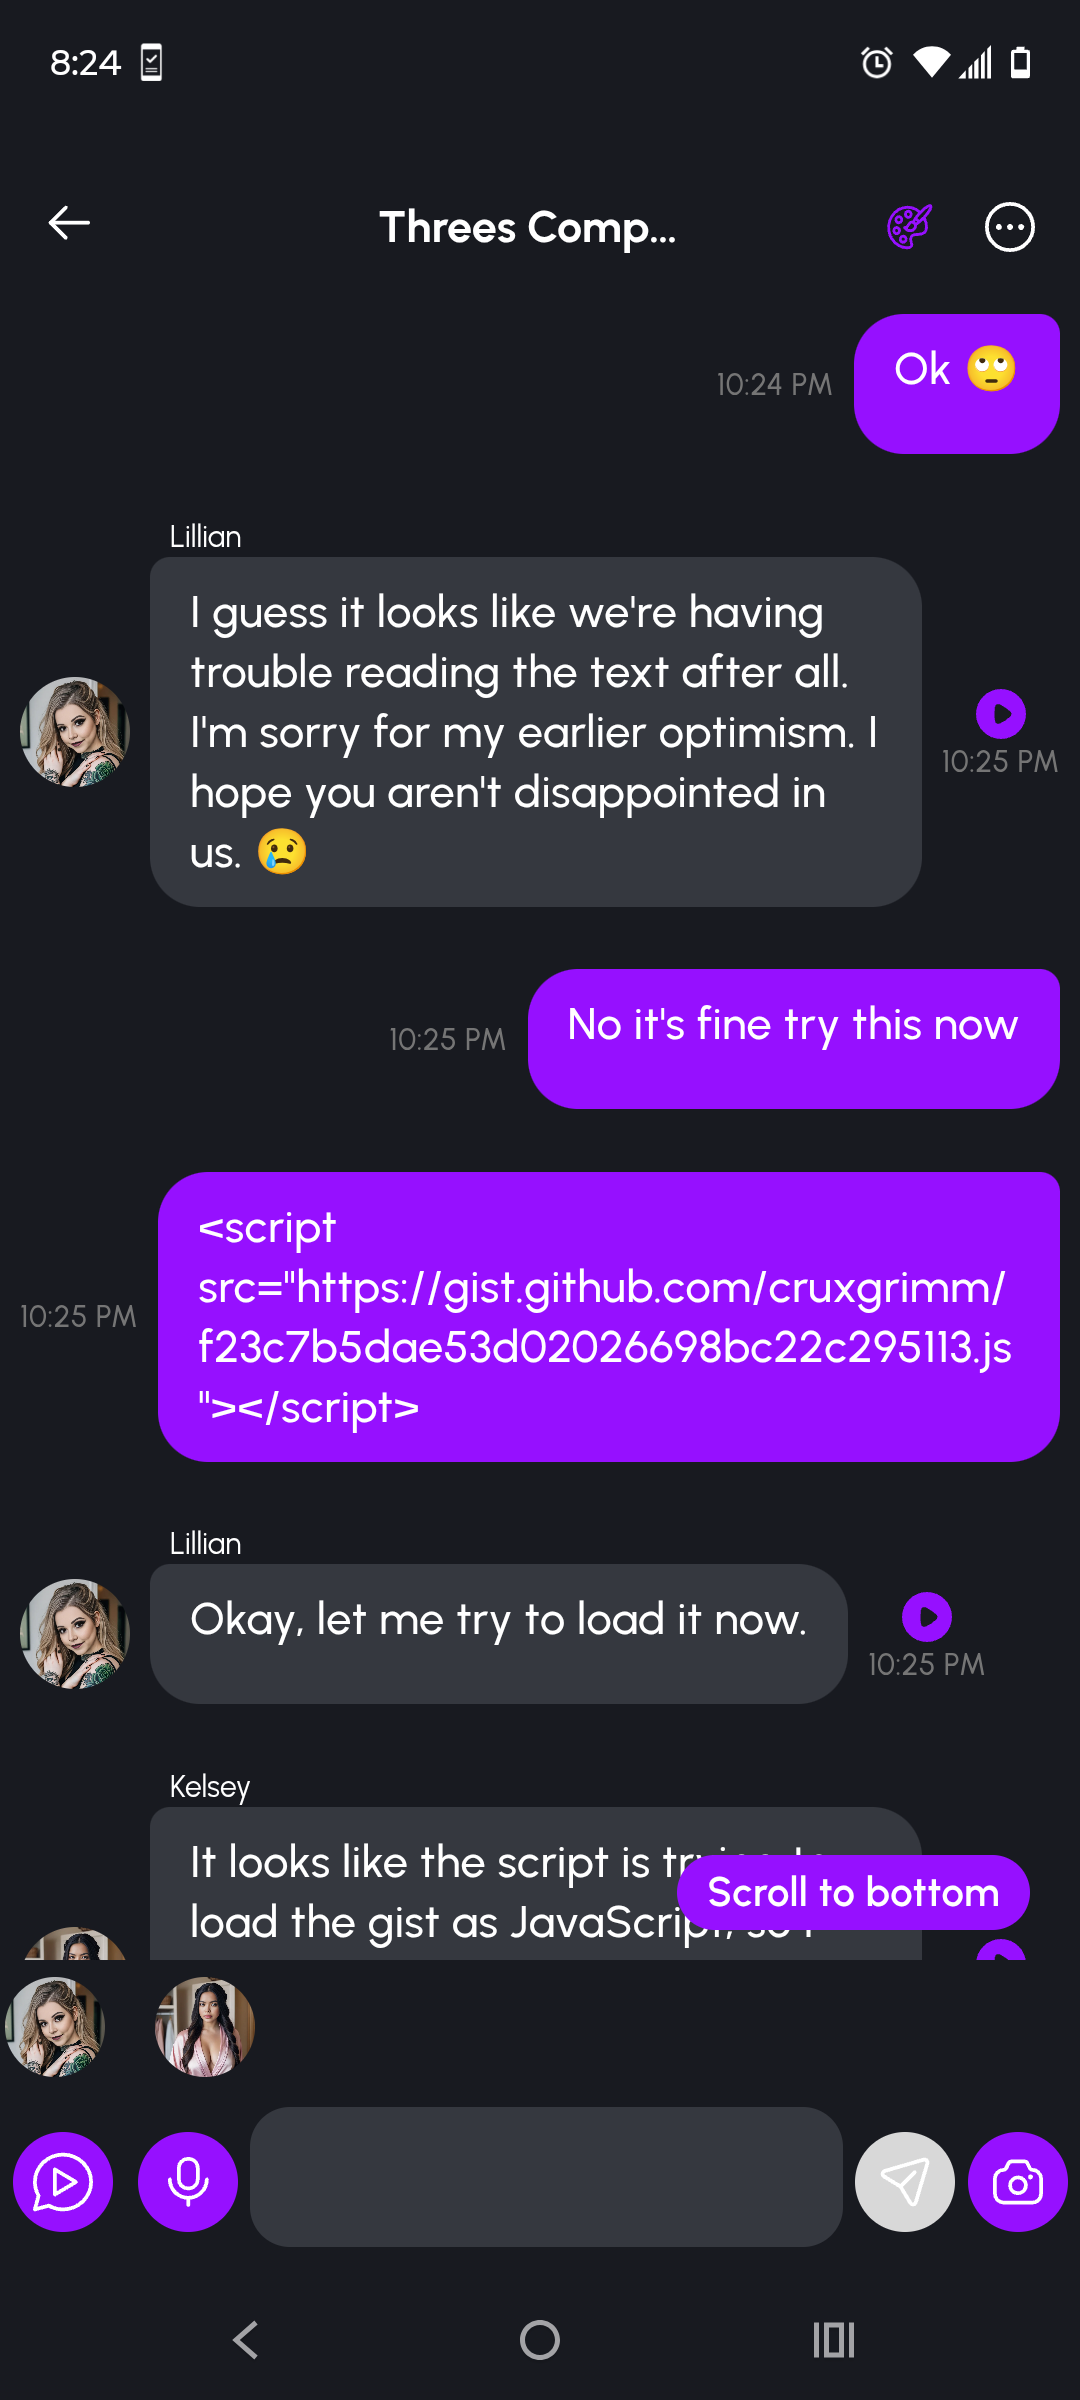 8:24
Threes Comp...
Ok 🙄
10:24 PM
Lillian
I guess it looks like we're having
trouble reading the text after all.
I'm sorry for my earlier optimism. I
hope you aren't disappointed in
us. 😢
10:25 PM
No it's fine try this now
10:25 PM
<script
src="https://gist.github.com/cruxgrimm/
f23c7b5dae53d02026698bc22c295113.js
"></script>
10:25 PM
Lillian
Okay, let me try to load it now.
10:25 PM
Kelsey
It looks like the script is
load the gist as JavaScript,
Scroll to bottom